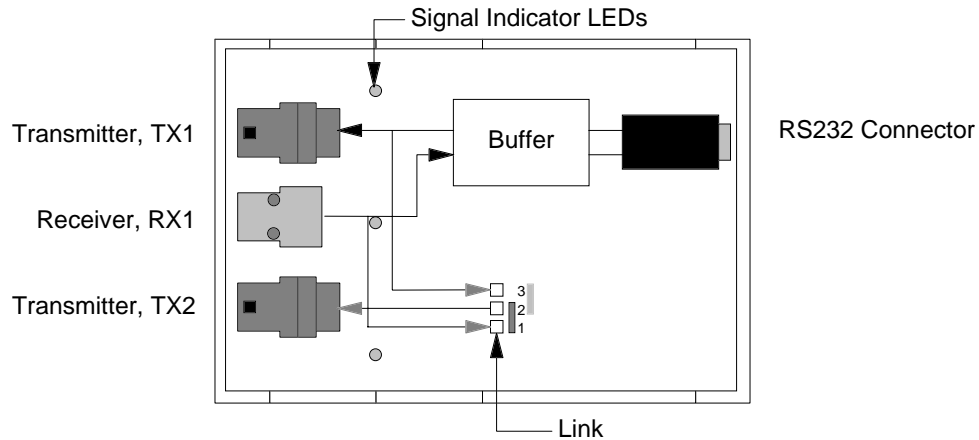 Signal Indicator LEDs
Transmitter, TX1
Buffer
RS232 Connector
Receiver, RX1
Transmitter, TX2
3
2
1
Link